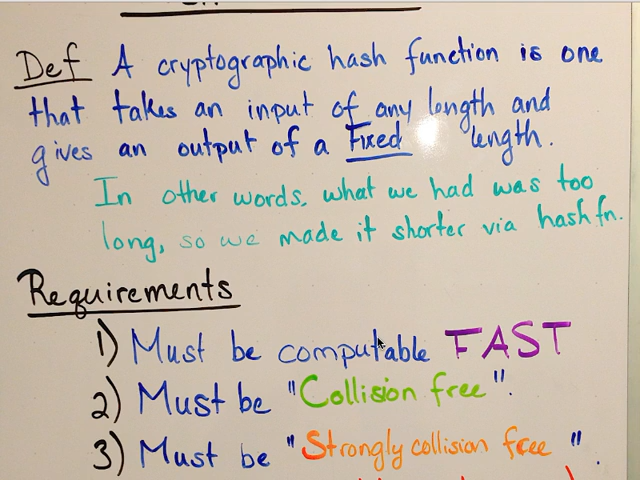 Def A cryptographic hash function is one
that takes an input of any length and
gives an output of a Fixed length.
In other words, what we had was too
long, so we made it shorter via hash fn.
Requirements
1) Must be computable FAST
2) Must be "Collision free".
3) Must be "Strongly collision free".